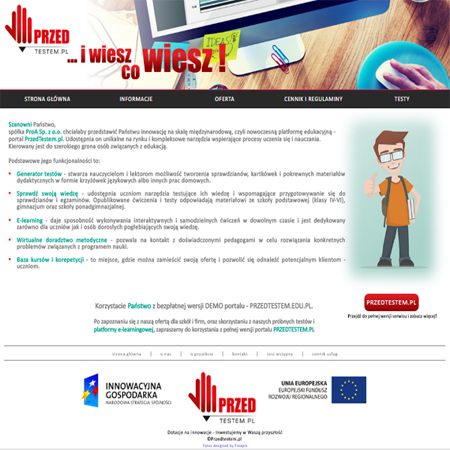 PRZED
TESTEM.PL
IDEAS
... i wiesz co wiesz !
STRONA GŁÓWNA INFORMACJE OFERTA CENNIK I REGULAMINY TESTY
Szanowni Państwo,
spółka ProA Sp. z o.o. chciałaby przedstawić Państwu innowację na skalę międzynarodową, czyli nowoczesną platformę edukacyjną -
portal PrzedTestem.pl. Udostępnia on unikalne na rynku i kompleksowe narzędzia wspierające procesy uczenia się i nauczania.
Kierowany jest do szerokiego grona osób związanych z edukacją.
Podstawowe jego funkcjonalności to:
Generator testów - stwarza nauczycielom i lektorom możliwość tworzenia sprawdzianów, kartkówek i pokrewnych materiałów
dydaktycznych w formie krzyżówek językowych albo innych prac domowych.
Sprawdź swoją wiedzę - udostępnia uczniom narzędzia testujące ich wiedzę i wspomagające przygotowywanie się do
sprawdzianów i egzaminów. Opublikowane ćwiczenia i testy odpowiadają materiałowi ze szkoły podstawowej (klasy IV-VI),
gimnazjum oraz szkoły ponadgimnazjalnej.
E-learning - daje sposobność wykonywania interaktywnych i samodzielnych ćwiczeń w dowolnym czasie i jest dedykowany
zarówno dla uczniów jak i osób dorosłych pogłębiających swoją wiedzę.
Wirtualne doradztwo metodyczne - pozwala na kontakt z doświadczonymi pedagogami w celu rozwiązania konkretnych
problemów związanych z programem nauki.
Baza kursów i korepetycji - to miejsce, gdzie można zamieścić swoją ofertę i pozwolić się odnaleźć potencjalnym klientom -
uczniom.
Korzystacie Państwo z bezpłatnej wersji DEMO portalu - PRZEDTESTEM.EDU.PL.
Po zapoznaniu się z naszą ofertą dla szkół i firm, oraz skorzystaniu z naszych próbnych testów i
platformy e-learningowej, zapraszamy do korzystania z pełnej wersji portalu PRZEDTESTEM.PL
PRZEDTESTEM.PL
Przejdź do pełnej wersji serwisu i zobacz więcej!
strona główna | o nas | o projekcie | kontakt | test wstępny | cennik usług
INNOWACYJNA
GOSPODARKA
NARODOWA STRATEGIA SPÓJNOŚCI
PRZED
TESTEM.PL
UNIA EUROPEJSKA
EUROPEJSKI FUNDUSZ
ROZWOJU REGIONALNEGO
Dotacje na innowacje - Inwestujemy w Waszą przyszłość
©Przedtestem.pl
Fotos designed by Freepik